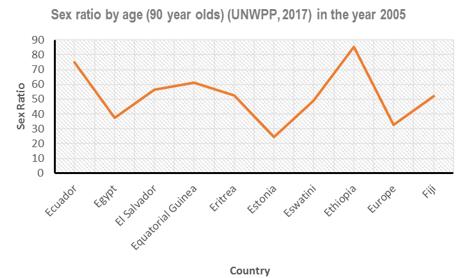 Sex ratio by age (90 year olds) (UNWPP, 2017) in the year 2005
90
80
70
60
50
40
30
20
10
0
Sex Ratio
Ecuador
Egypt
El Salvador
Equatorial Guinea
Eritrea
Estonia
Eswatini
Ethiopia
Europe
Fiji
Country